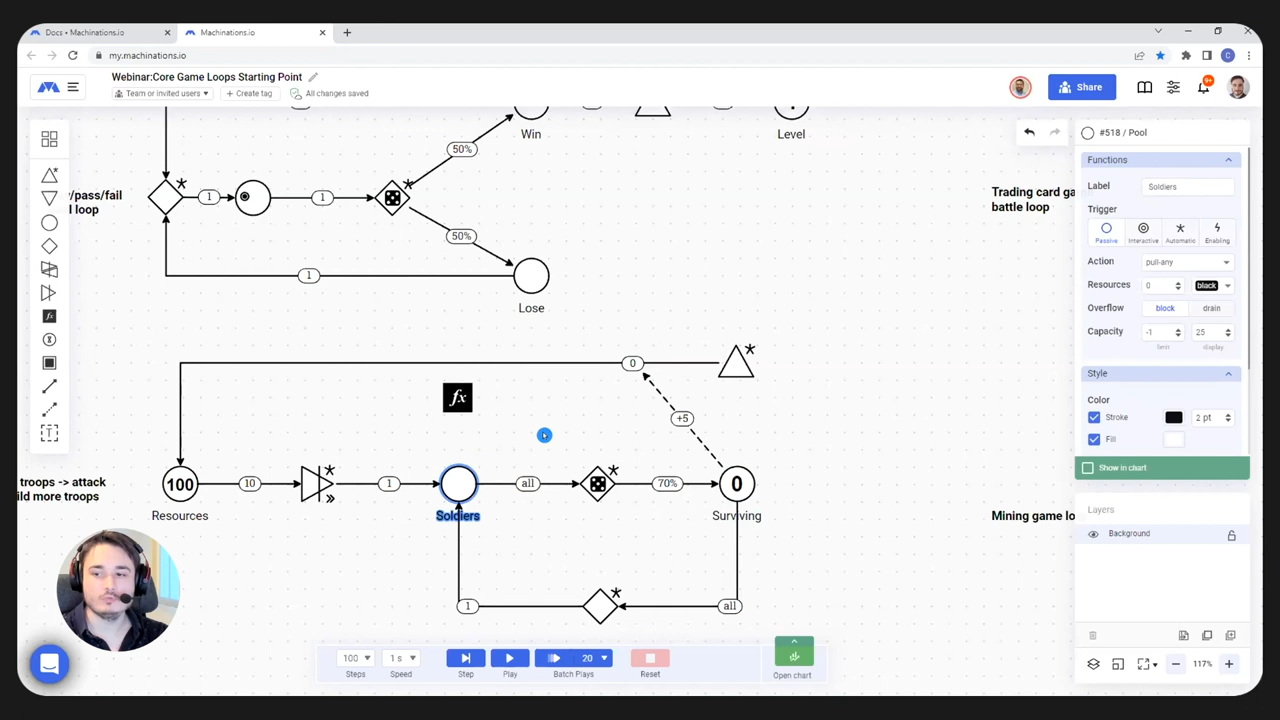 Docs • Machinations.io
Machinations.io
my.machinations.io
C
Webinar:Core Game Loops Starting Point
Team or invited users
+ Create tag
All changes saved
Share
9+
Win
Level
50%
1
1
/pass/fail
l loop
50%
1
Lose
Trading card ga
battle loop
0
fx
+5
100
10
1
all
70%
0
Resources
Soldiers
Surviving
troops -> attack
ild more troops
Mining game lo
1
all
fx
T
#518 / Pool
Functions
Label
Soldiers
Trigger
Passive
Interactive
Automatic
Enabling
Action
pull-any
Resources
0
black
Overflow
block
drain
Capacity
-1
25
limit
display
Style
Color
Stroke
2 pt
Fill
Show in chart
Layers
Background
117%
100
1 s
20
Steps
Speed
Step
Play
Batch Plays
Reset
Open chart